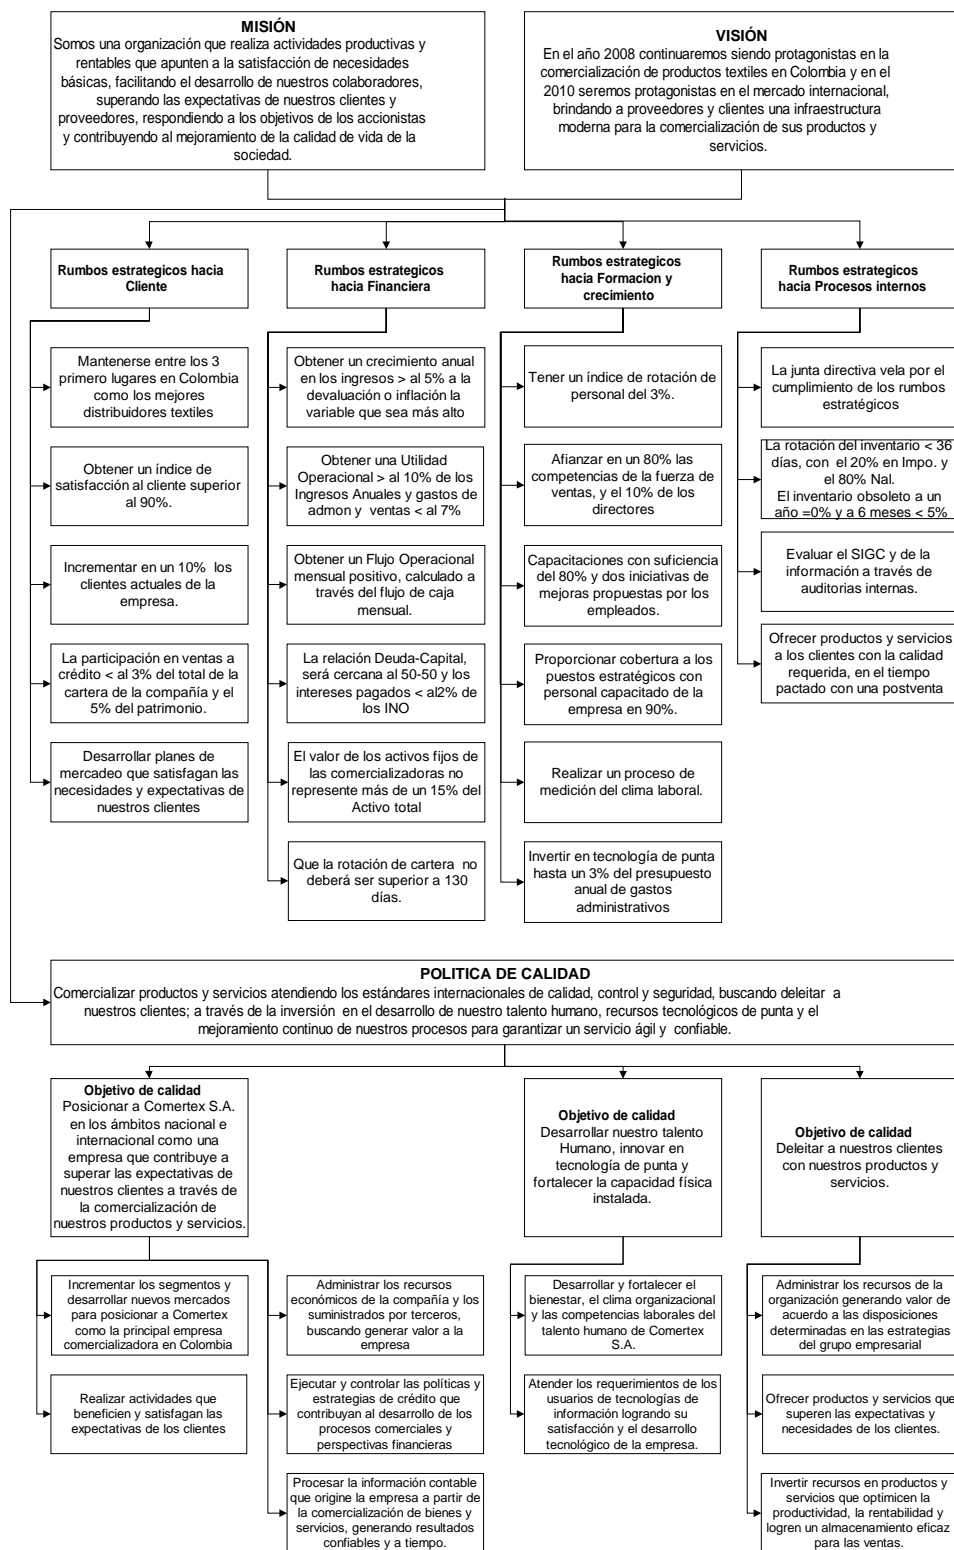 MISIÓN
Somos una organización que realiza actividades productivas y
rentables que apunten a la satisfacción de necesidades
básicas, facilitando el desarrollo de nuestros colaboradores,
superando las expectativas de nuestros clientes y
proveedores, respondiendo a los objetivos de los accionistas
y contribuyendo al mejoramiento de la calidad de vida de la
sociedad.
VISIÓN
En el año 2008 continuaremos siendo protagonistas en la
comercialización de productos textiles en Colombia y en el
2010 seremos protagonistas en el mercado internacional,
brindando a proveedores y clientes una infraestructura
moderna para la comercialización de sus productos y
servicios.
Rumbos estrategicos hacia
Cliente
Mantenerse entre los 3
primero lugares en Colombia
como los mejores
distribuidores textiles
Obtener un índice de
satisfacción al cliente superior
al 90%.
Incrementar en un 10% los
clientes actuales de la
empresa.
La participación en ventas a
crédito < al 3% del total de la
cartera de la compañía y el
5% del patrimonio.
Desarrollar planes de
mercadeo que satisfagan las
necesidades y expectativas de
nuestros clientes
Rumbos estrategicos
hacia Financiera
Obtener un crecimiento anual
en los ingresos > al 5% a la
devaluación o inflación la
variable que sea más alto
Obtener una Utilidad
Operacional > al 10% de los
Ingresos Anuales y gastos de
admon y ventas < al 7%
Obtener un Flujo Operacional
mensual positivo, calculado a
través del flujo de caja
mensual.
La relación Deuda-Capital,
será cercana al 50-50 y los
intereses pagados < al2% de
los INO
El valor de los activos fijos de
las comercializadoras no
represente más de un 15% del
Activo total
Que la rotación de cartera no
deberá ser superior a 130
días.
Rumbos estrategicos
hacia Formacion y
crecimiento
Tener un índice de rotación de
personal del 3%.
Afianzar en un 80% las
competencias de la fuerza de
ventas, y el 10% de los
directores
Capacitaciones con suficiencia
del 80% y dos iniciativas de
mejoras propuestas por los
empleados.
Proporcionar cobertura a los
puestos estratégicos con
personal capacitado de la
empresa en 90%.
Realizar un proceso de
medición del clima laboral.
Invertir en tecnología de punta
hasta un 3% del presupuesto
anual de gastos
administrativos
Rumbos estrategicos
hacia Procesos internos
La junta directiva vela por el
cumplimiento de los rumbos
estratégicos
La rotación del inventario < 36
días, con el 20% en Impo. y
el 80% Nal.
El inventario obsoleto a un
año =0% y a 6 meses < 5%
Evaluar el SIGC y de la
información a través de
auditorias internas.
Ofrecer productos y servicios
a los clientes con la calidad
requerida, en el tiempo
pactado con una postventa
POLITICA DE CALIDAD
Comercializar productos y servicios atendiendo los estándares internacionales de calidad, control y seguridad, buscando deleitar a
nuestros clientes; a través de la inversión en el desarrollo de nuestro talento humano, recursos tecnológicos de punta y el
mejoramiento continuo de nuestros procesos para garantizar un servicio ágil y confiable.
Objetivo de calidad
Posicionar a Comertex S.A.
en los ámbitos nacional e
internacional como una
empresa que contribuye a
superar las expectativas de
nuestros clientes a través de
la comercialización de
nuestros productos y servicios.
Incrementar los segmentos y
desarrollar nuevos mercados
para posicionar a Comertex
como la principal empresa
comercializadora en Colombia
Realizar actividades que
beneficien y satisfagan las
expectativas de los clientes
Administrar los recursos
económicos de la compañía y los
suministrados por terceros,
buscando generar valor a la
empresa
Ejecutar y controlar las políticas y
estrategias de crédito que
contribuyan al desarrollo de los
procesos comerciales y
perspectivas financieras
Procesar la información contable
que origine la empresa a partir de
la comercialización de bienes y
servicios, generando resultados
confiables y a tiempo.
Objetivo de calidad
Desarrollar nuestro talento
Humano, innovar en
tecnología de punta y
fortalecer la capacidad física
instalada.
Desarrollar y fortalecer el
bienestar, el clima organizacional
y las competencias laborales del
talento humano de Comertex
S.A.
Atender los requerimientos de los
usuarios de tecnologías de
información logrando su
satisfacción y el desarrollo
tecnológico de la empresa.
Objetivo de calidad
Deleitar a nuestros clientes
con nuestros productos y
servicios.
Administrar los recursos de la
organización generando valor de
acuerdo a las disposiciones
determinadas en las estrategias
del grupo empresarial
Ofrecer productos y servicios que
superen las expectativas y
necesidades de los clientes.
Invertir recursos en productos y
servicios que optimicen la
productividad, la rentabilidad y
logren un almacenamiento eficaz
para las ventas.